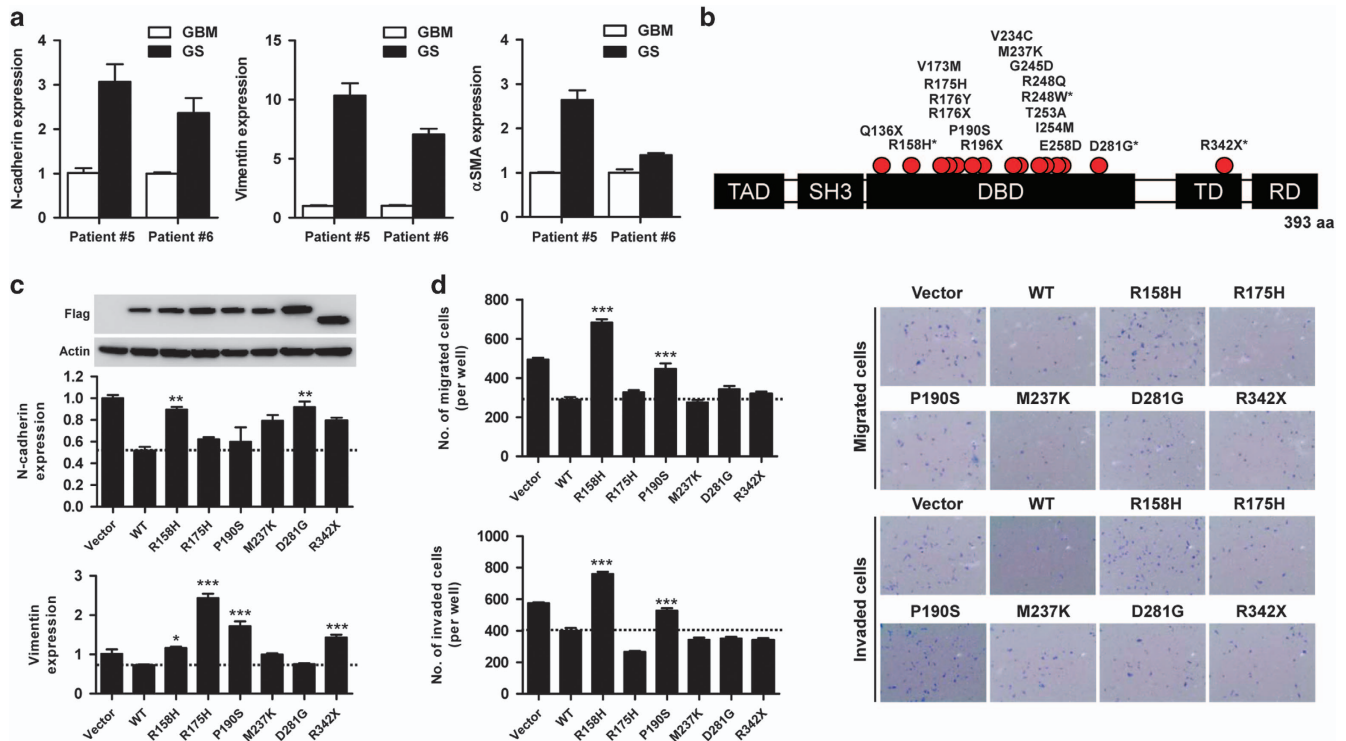 a
N-cadherin expression
4
3
2
1
0
GBM
GS
Patient #5 Patient #6
Vimentin expression
15
10
5
0
GBM
GS
Patient #5 Patient #6
αSMA expression
4
3
2
1
0
GBM
GS
Patient #5 Patient #6
b
Q136X
R158H*
V173M
R175H
R176Y
R176X
P190S
R196X
V234C
M237K
G245D
R248Q
R248W*
T253A
I254M
E258D
D281G*
R342X*
TAD SH3 DBD TD RD
393 aa
c
Flag
Actin
N-cadherin
expression
1.2
1.0
0.8
0.6
0.4
0.2
0.0
** **
Vector WT R158H R175H P190S M237K D281G R342X
Vimentin
expression
3
2
1
0
* *** *** ***
Vector WT R158H R175H P190S M237K D281G R342X
d
No. of migrated cells
(per well)
800
600
400
200
0
*** ***
Vector WT R158H R175H P190S M237K D281G R342X
No. of invaded cells
(per well)
1000
800
600
400
200
0
*** ***
Vector WT R158H R175H P190S M237K D281G R342X
Migrated cells
Vector WT R158H R175H
P190S M237K D281G R342X
Invaded cells
Vector WT R158H R175H
P190S M237K D281G R342X